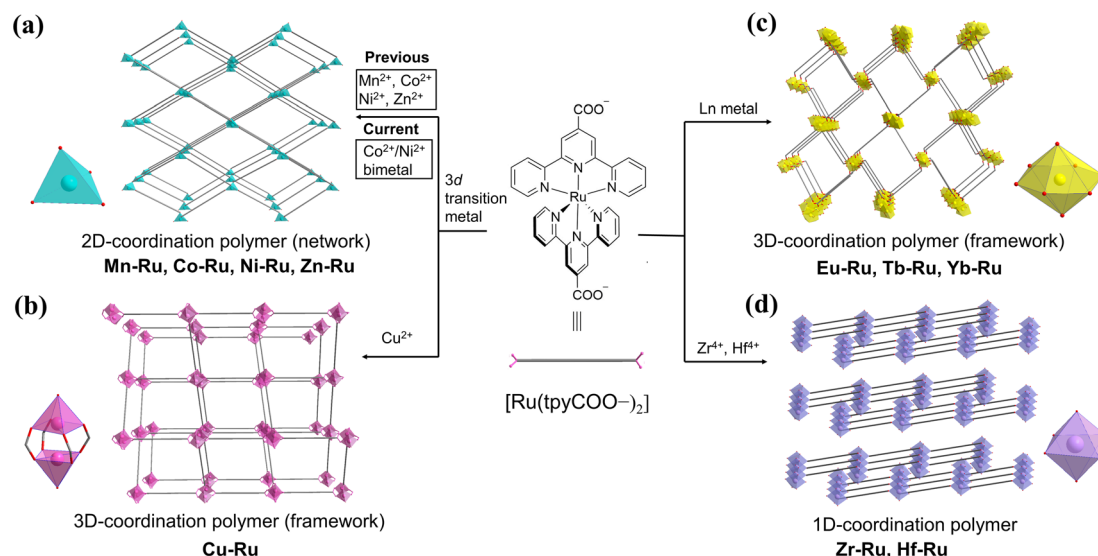 (a)
Previous
Mn²⁺, Co²⁺
Ni²⁺, Zn²⁺
Current
Co²⁺/Ni²⁺
bimetal
3d
transition
metal
2D-coordination polymer (network)
Mn-Ru, Co-Ru, Ni-Ru, Zn-Ru
(b)
Cu²⁺
3D-coordination polymer (framework)
Cu-Ru
COO⁻
N
N
N
Ru
N
N
N
COO⁻
[Ru(tpyCOO−)₂]
(c)
Ln metal
3D-coordination polymer (framework)
Eu-Ru, Tb-Ru, Yb-Ru
(d)
Zr⁴⁺, Hf⁴⁺
1D-coordination polymer
Zr-Ru, Hf-Ru